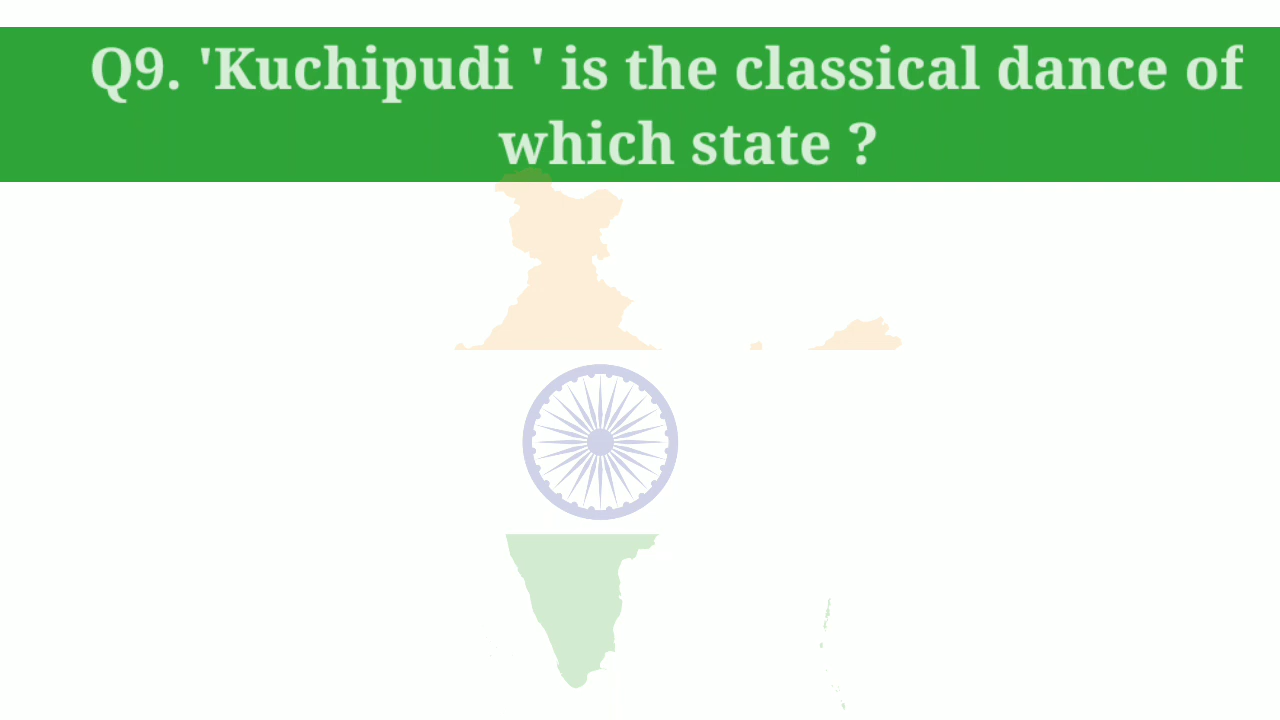 Q9. 'Kuchipudi ' is the classical dance of
which state ?